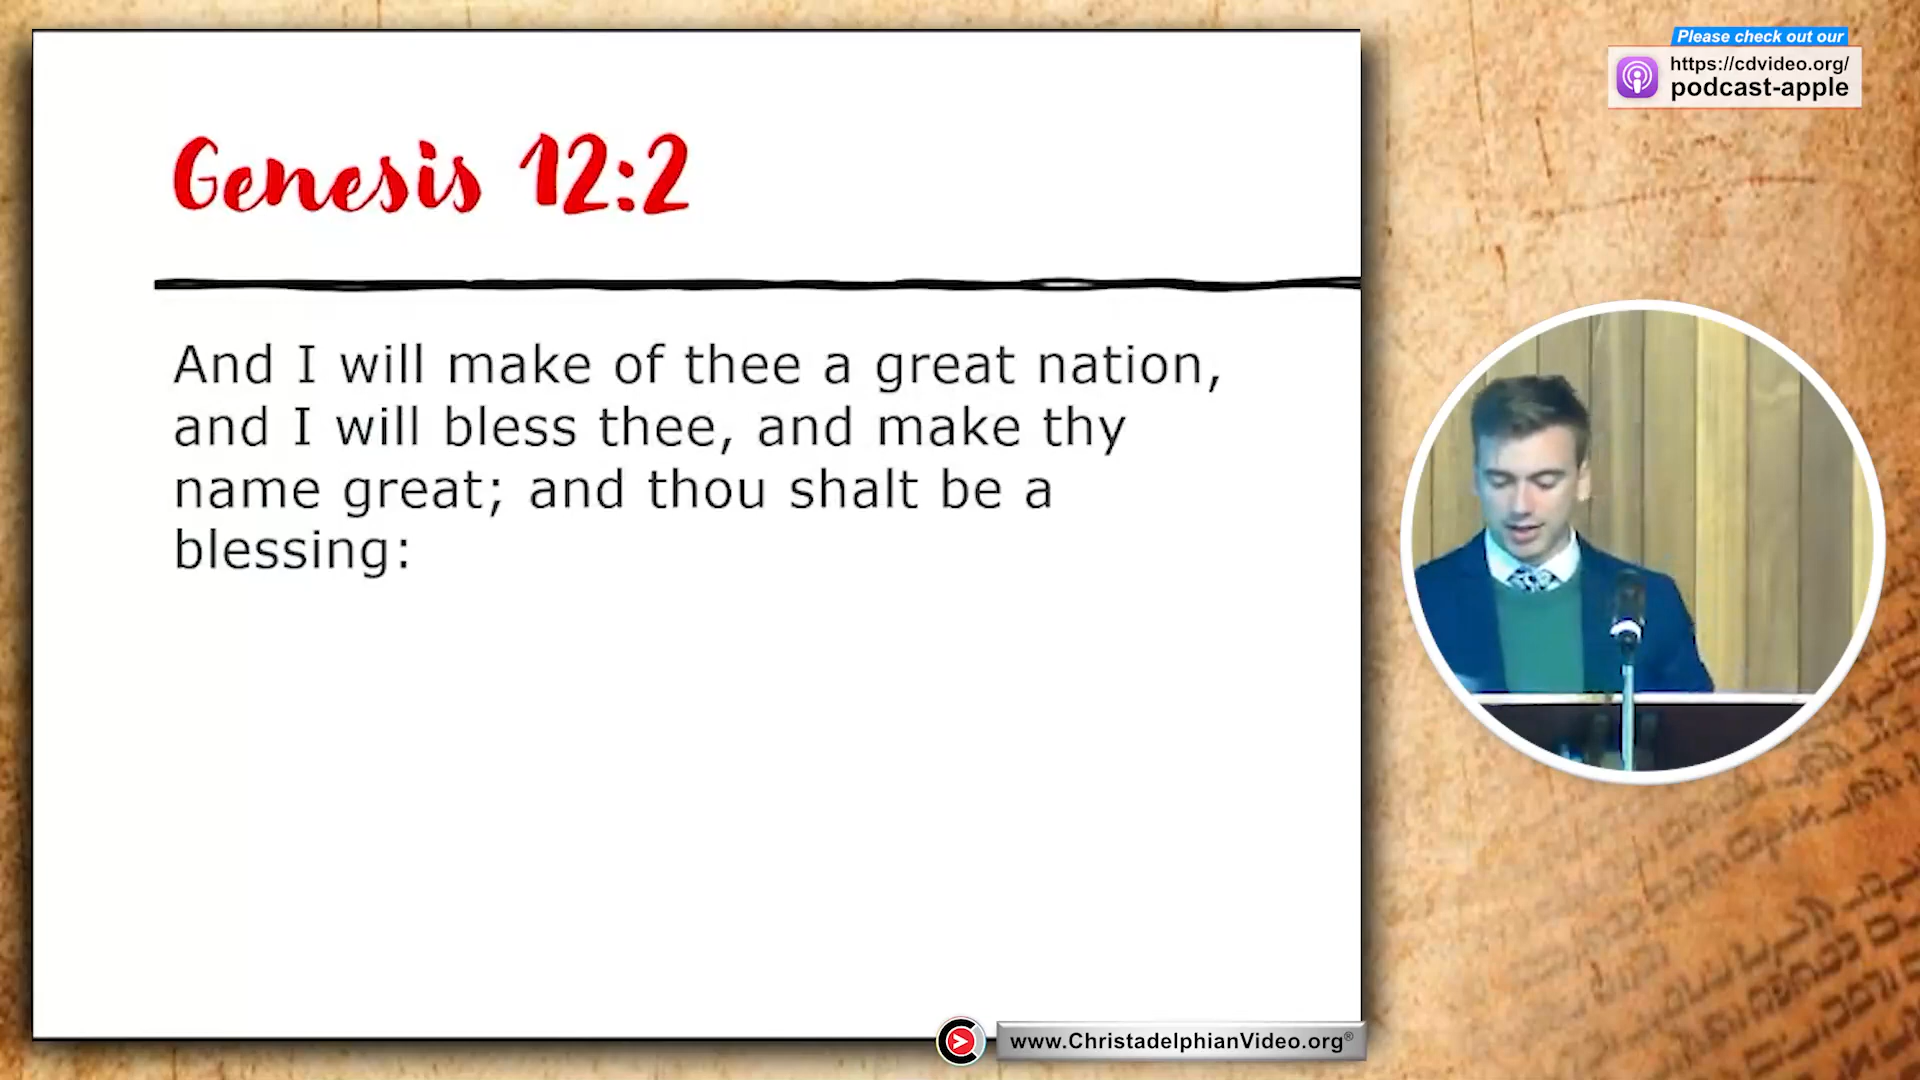 Genesis 12:2
And I will make of thee a great nation,
and I will bless thee, and make thy
name great; and thou shalt be a
blessing:
Please check out our
https://cdvideo.org/
podcast-apple
www.ChristadelphianVideo.org®